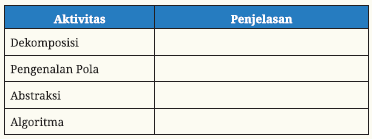 Aktivitas Penjelasan
Dekomposisi
Pengenalan Pola
Abstraksi
Algoritma